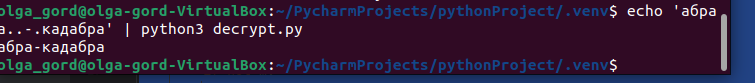 olga_gord@olga-gord-VirtualBox:~/PycharmProjects/pythonProject/.venv$ echo 'абра
а..-.кадабра' | python3 decrypt.py
абра-кадабра
olga_gord@olga-gord-VirtualBox:~/PycharmProjects/pythonProject/.venv$